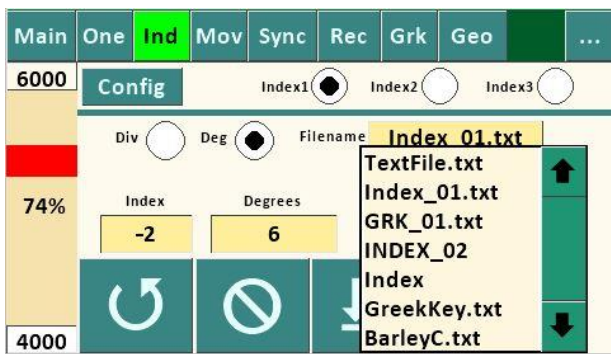 Main One Ind Mov Sync Rec Grk Geo ...
6000 Config Index1 Index2 Index3
Div Deg Filename Index_01.txt
TextFile.txt
Index_01.txt
74% Index Degrees GRK_01.txt
-2 6 INDEX_02
Index
GreekKey.txt
4000 BarleyC.txt